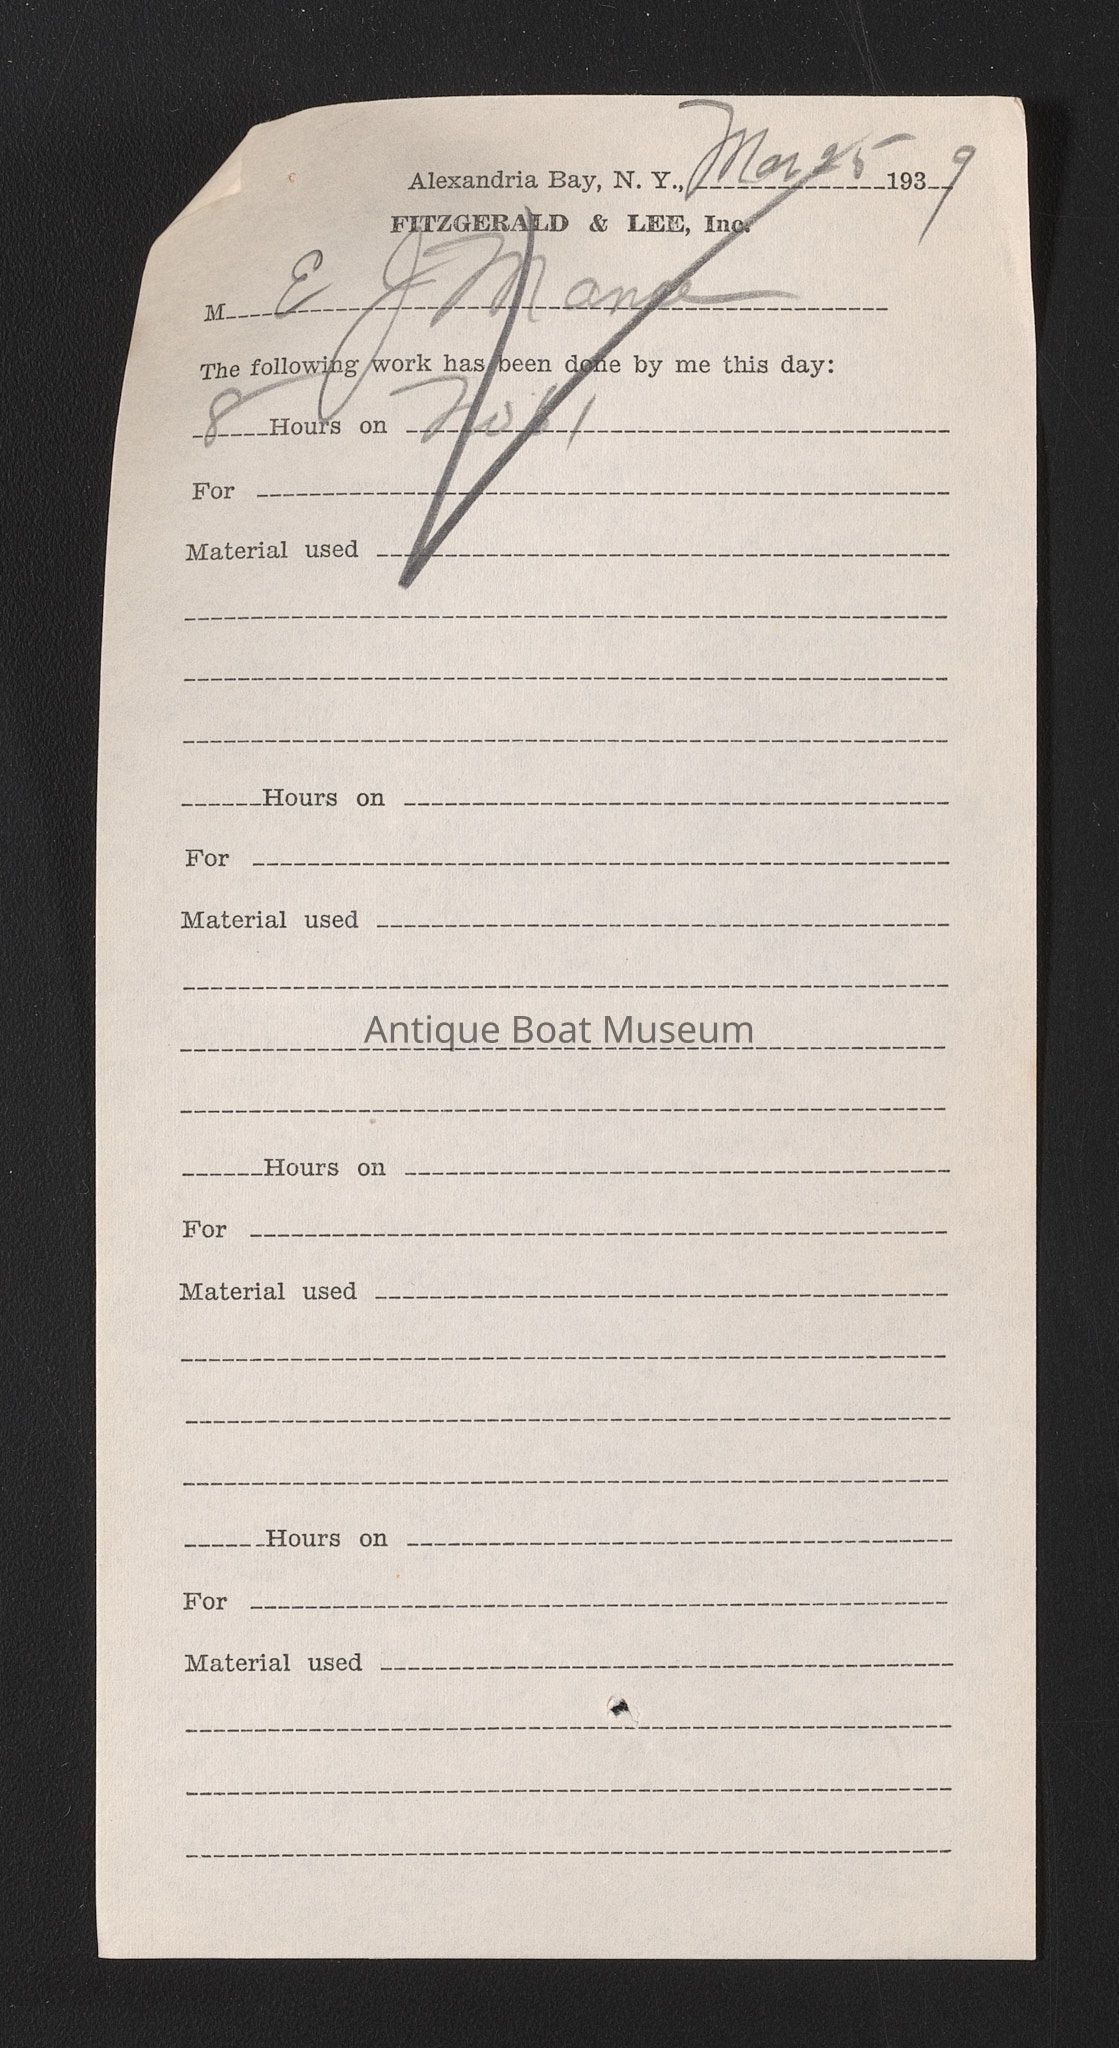 Alexandria Bay, N. Y., Mar 25 1939
FITZGERALD & LEE, Inc.
M E J
The following work has been done by me this day:
8 Hours on
For
Material used
Hours on
For
Material used
Antique Boat Museum
Hours on
For
Material used
Hours on
For
Material used